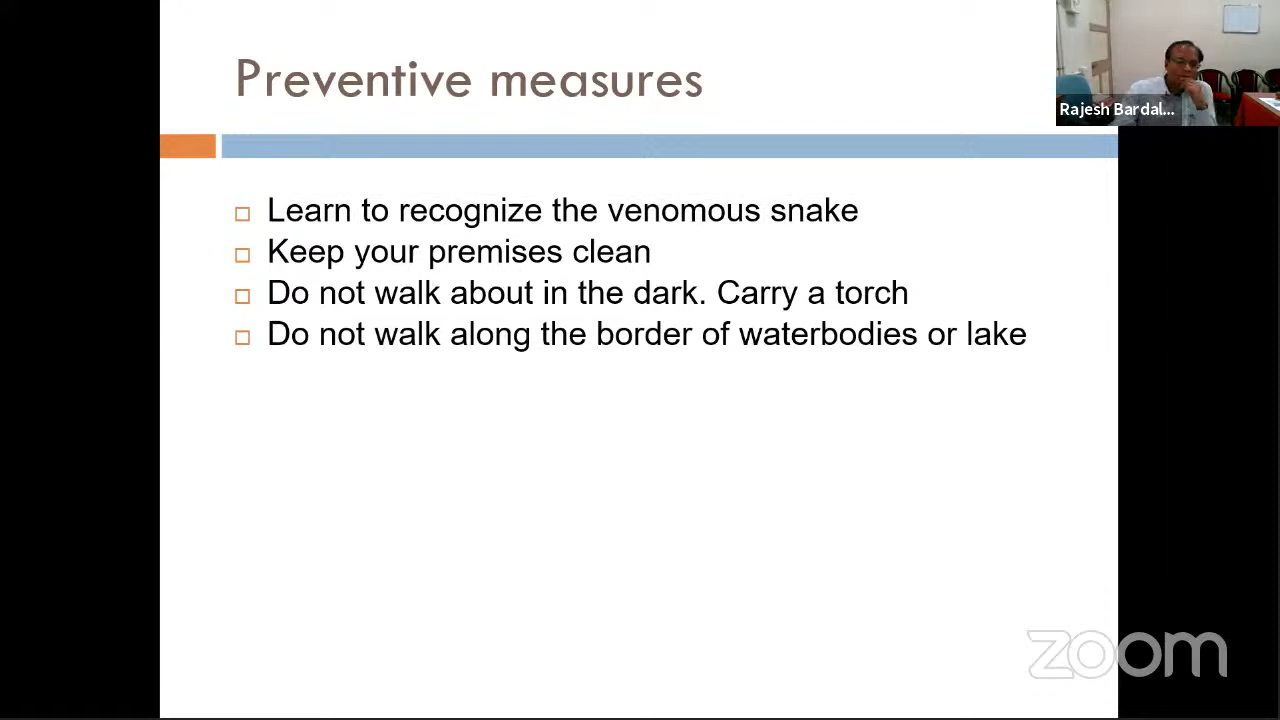 Preventive measures
Rajesh Bardal...
Learn to recognize the venomous snake
Keep your premises clean
Do not walk about in the dark. Carry a torch
Do not walk along the border of waterbodies or lake
zoom